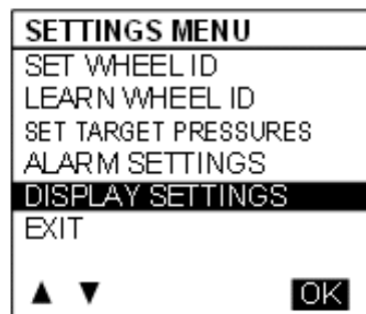 SETTINGS MENU
SET WHEEL ID
LEARN WHEEL ID
SET TARGET PRESSURES
ALARM SETTINGS
DISPLAY SETTINGS
EXIT
▲ ▼ OK